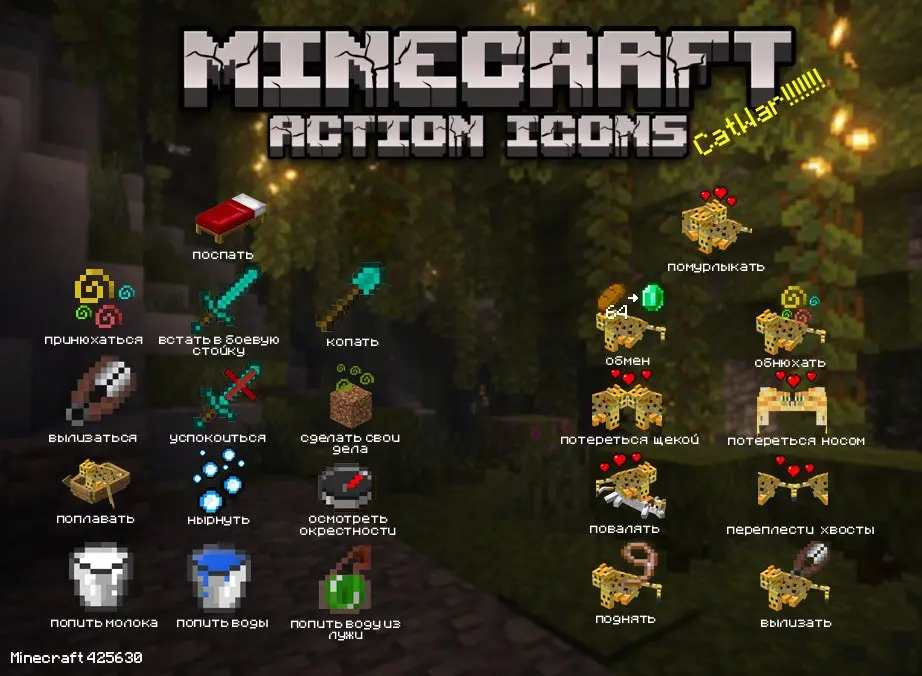 MINECRAFT
ACTION ICONS
CatWar!!!!!!!
поспать
помурлыкать
принюхаться
встать в боевую
стойку
копать
64
обмен
обнюхать
вылизаться
успокоиться
сделать свои
дела
потереться щекой
потереться носом
поплавать
нырнуть
осмотреть
окрестности
повалять
переплести хвосты
попить молока
попить воды
попить воду из
лужи
поднять
вылизать
Minecraft 425630